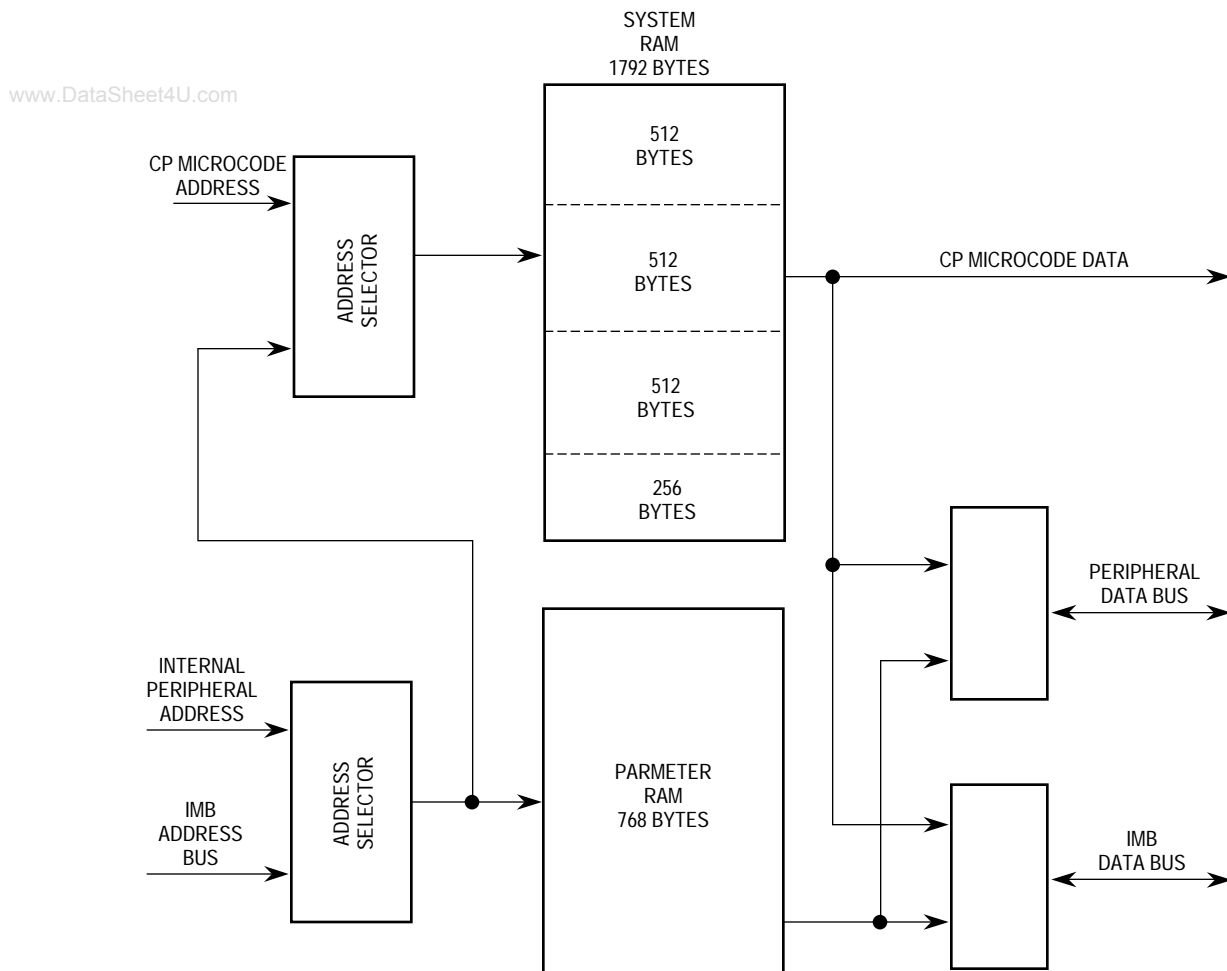 SYSTEM
RAM
1792 BYTES
www.DataSheet4U.com
512
BYTES
CP MICROCODE
ADDRESS
ADDRESS
SELECTOR
512
BYTES
CP MICROCODE DATA
512
BYTES
256
BYTES
PERIPHERAL
DATA BUS
INTERNAL
PERIPHERAL
ADDRESS
ADDRESS
SELECTOR
PARMETER
RAM
768 BYTES
IMB
ADDRESS
BUS
IMB
DATA BUS